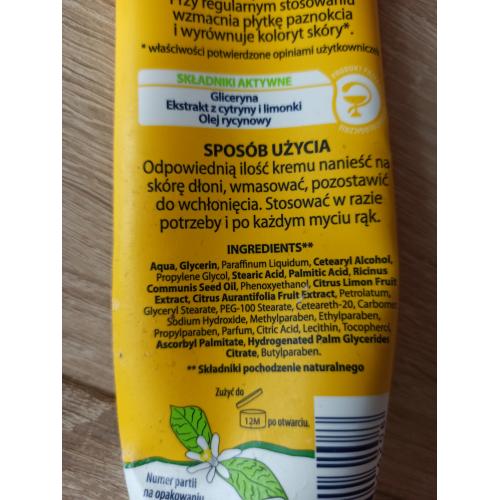 Przy regularnym stosowaniu
wzmacnia płytkę paznokcia
i wyrównuje koloryt skóry*.
* właściwości potwierdzone opiniami użytkowniczek
SKŁADNIKI AKTYWNE
Gliceryna
Ekstrakt z cytryny i limonki
Olej rycynowy
SPOSÓB UŻYCIA
Odpowiednią ilość kremu nanieść na
skórę dłoni, wmasować, pozostawić
do wchłonięcia. Stosować w razie
potrzeby i po każdym myciu rąk.
INGREDIENTS**
Aqua, Glycerin, Paraffinum Liquidum, Cetearyl Alcohol,
Propylene Glycol, Stearic Acid, Palmitic Acid, Ricinus
Communis Seed Oil, Phenoxyethanol, Citrus Limon Fruit
Extract, Citrus Aurantifolia Fruit Extract, Petrolatum,
Glyceryl Stearate, PEG-100 Stearate, Ceteareth-20, Carbomer,
Sodium Hydroxide, Methylparaben, Ethylparaben,
Propylparaben, Parfum, Citric Acid, Lecithin, Tocopherol,
Ascorbyl Palmitate, Hydrogenated Palm Glycerides
Citrate, Butylparaben.
** Składniki pochodzenie naturalnego
Zużyć do
12M po otwarciu.
Numer partii
na opakowaniu